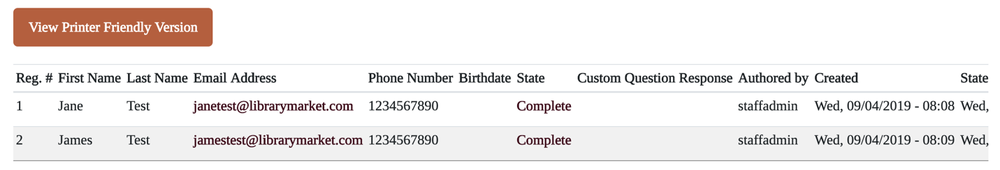 View Printer Friendly Version
Reg. # First Name Last Name Email Address Phone Number Birthdate State Custom Question Response Authored by Created State
1 Jane Test janetest@librarymarket.com 1234567890 Complete staffadmin Wed, 09/04/2019 - 08:08 Wed,
2 James Test jamestest@librarymarket.com 1234567890 Complete staffadmin Wed, 09/04/2019 - 08:09 Wed,